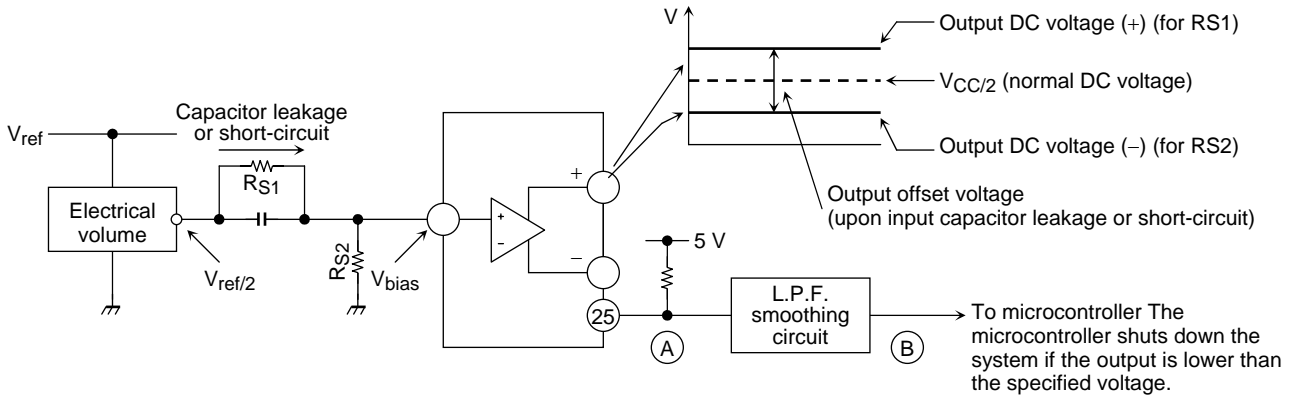 V
Output DC voltage (+) (for RS1)
VCC/2 (normal DC voltage)
Output DC voltage (−) (for RS2)
Output offset voltage
(upon input capacitor leakage or short-circuit)
Capacitor leakage
or short-circuit
Vref
RS1
Electrical
volume
Vref/2
RS2
Vbias
+
−
+
−
25
5 V
A
L.P.F.
smoothing
circuit
B
To microcontroller The
microcontroller shuts down the
system if the output is lower than
the specified voltage.